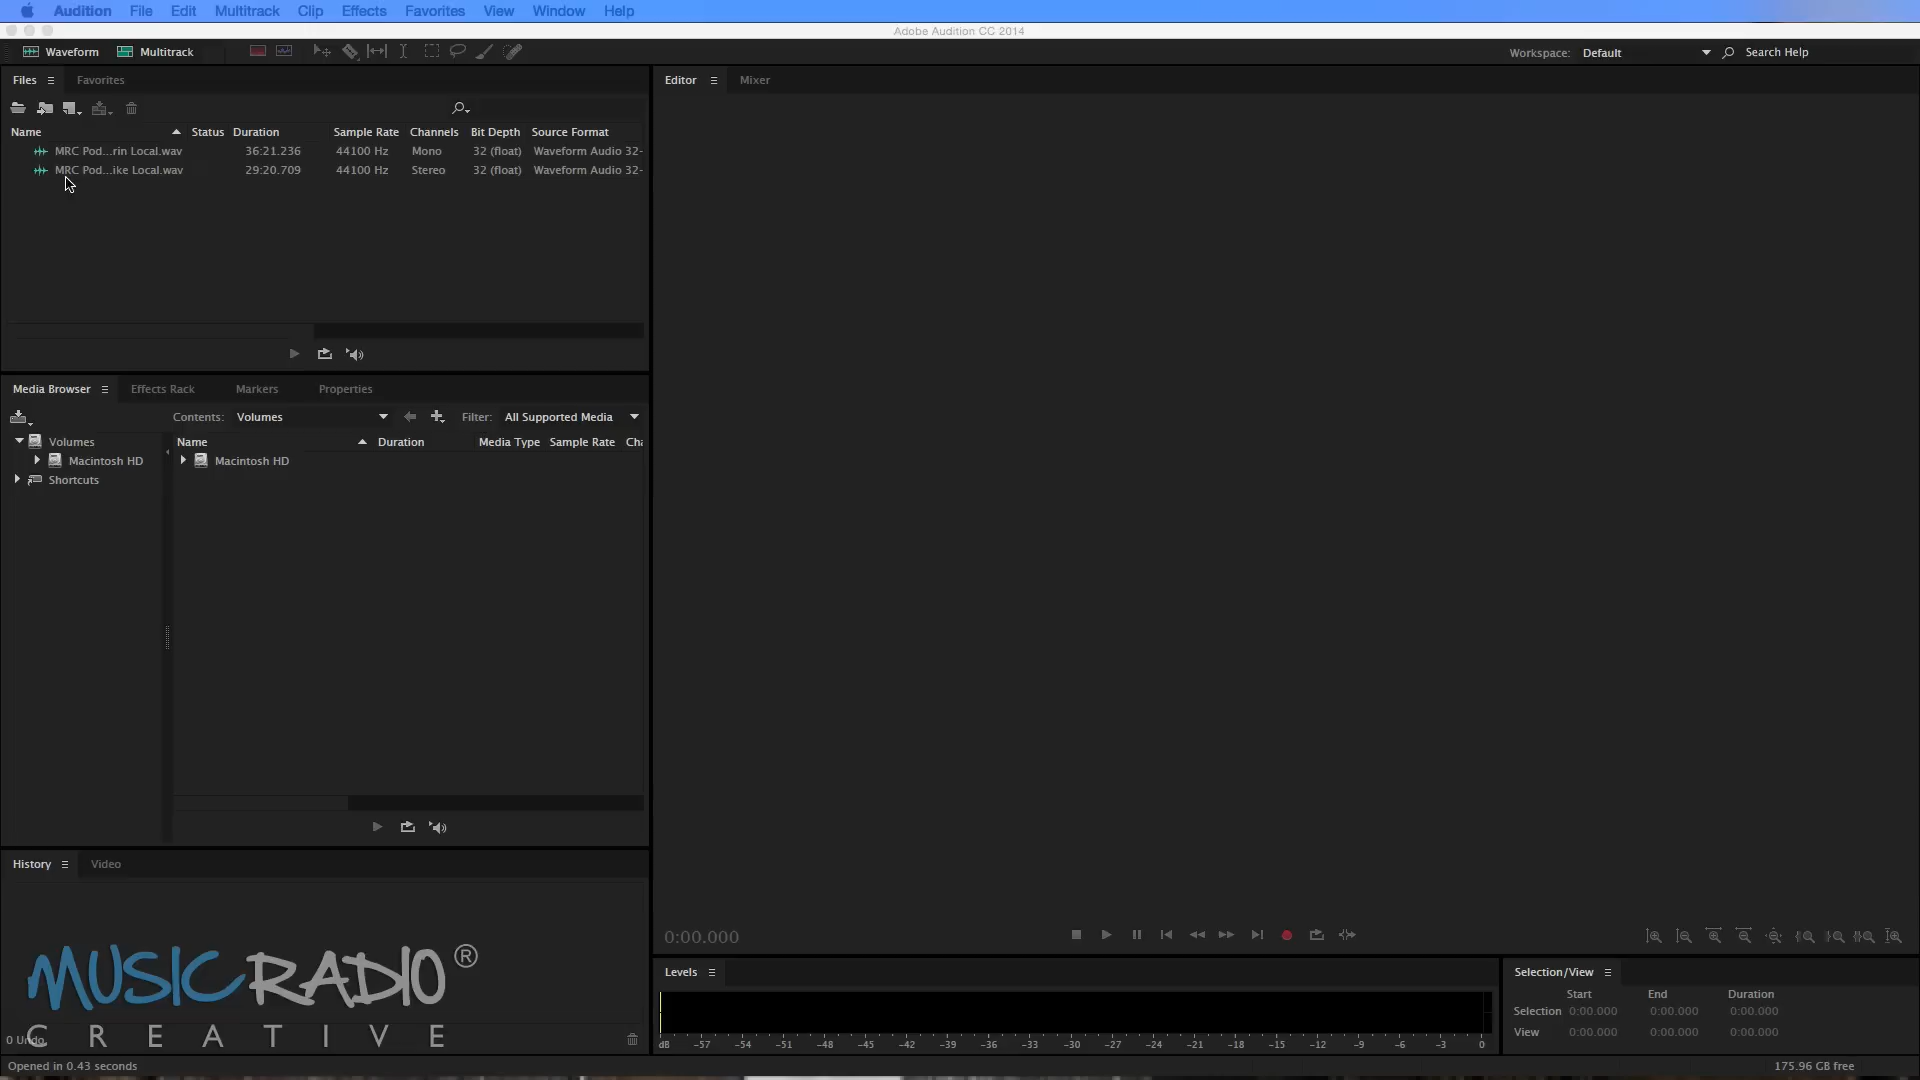 Audition File Edit Multitrack Clip Effects Favorites View Window Help
Adobe Audition CC 2014
Waveform Multitrack Workspace: Default Search Help
Files Favorites
Name Status Duration Sample Rate Channels Bit Depth Source Format
MRC Pod...rin Local.wav 36:21.236 44100 Hz Mono 32 (float) Waveform Audio 32-
MRC Pod...ike Local.wav 29:20.709 44100 Hz Stereo 32 (float) Waveform Audio 32-
Editor Mixer
Media Browser Effects Rack Markers Properties
Contents: Volumes Filter: All Supported Media
Volumes
Macintosh HD
Shortcuts
Name Duration Media Type Sample Rate Cha
Macintosh HD
History Video
MUSIC RADIO ®
CREATIVE
0 Undo
Opened in 0.43 seconds
0:00.000
Levels
dB -57 -54 -51 -48 -45 -42 -39 -36 -33 -30 -27 -24 -21 -18 -15 -12 -9 -6 -3 0
Selection/View
Start End Duration
Selection 0:00.000 0:00.000 0:00.000
View 0:00.000 0:00.000 0:00.000
175.96 GB free